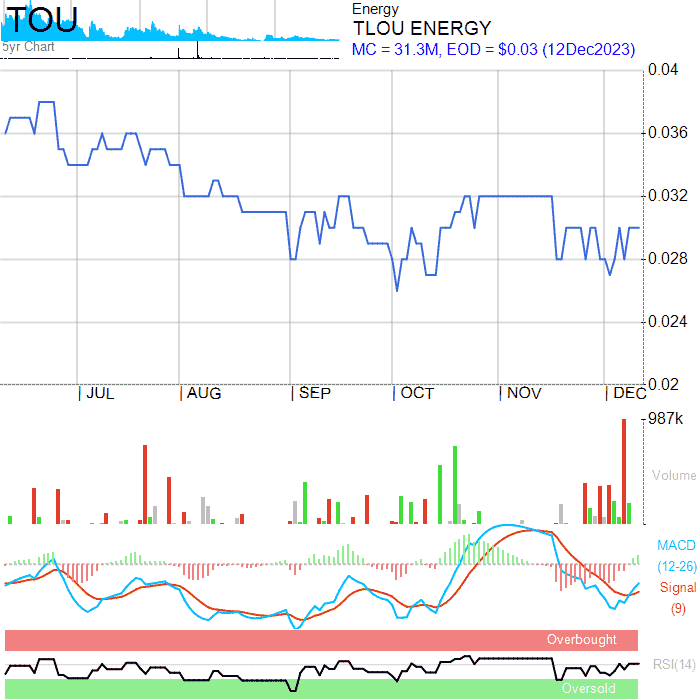 TOU
5yr Chart
Energy
TLOU ENERGY
MC = 31.3M, EOD = $0.03 (12Dec2023)
0.04
0.036
0.032
0.028
0.024
0.02
| JUL | AUG | SEP | OCT | NOV | DEC
987k
Volume
MACD
(12-26)
Signal
(9)
Overbought
RSI(14)
Oversold